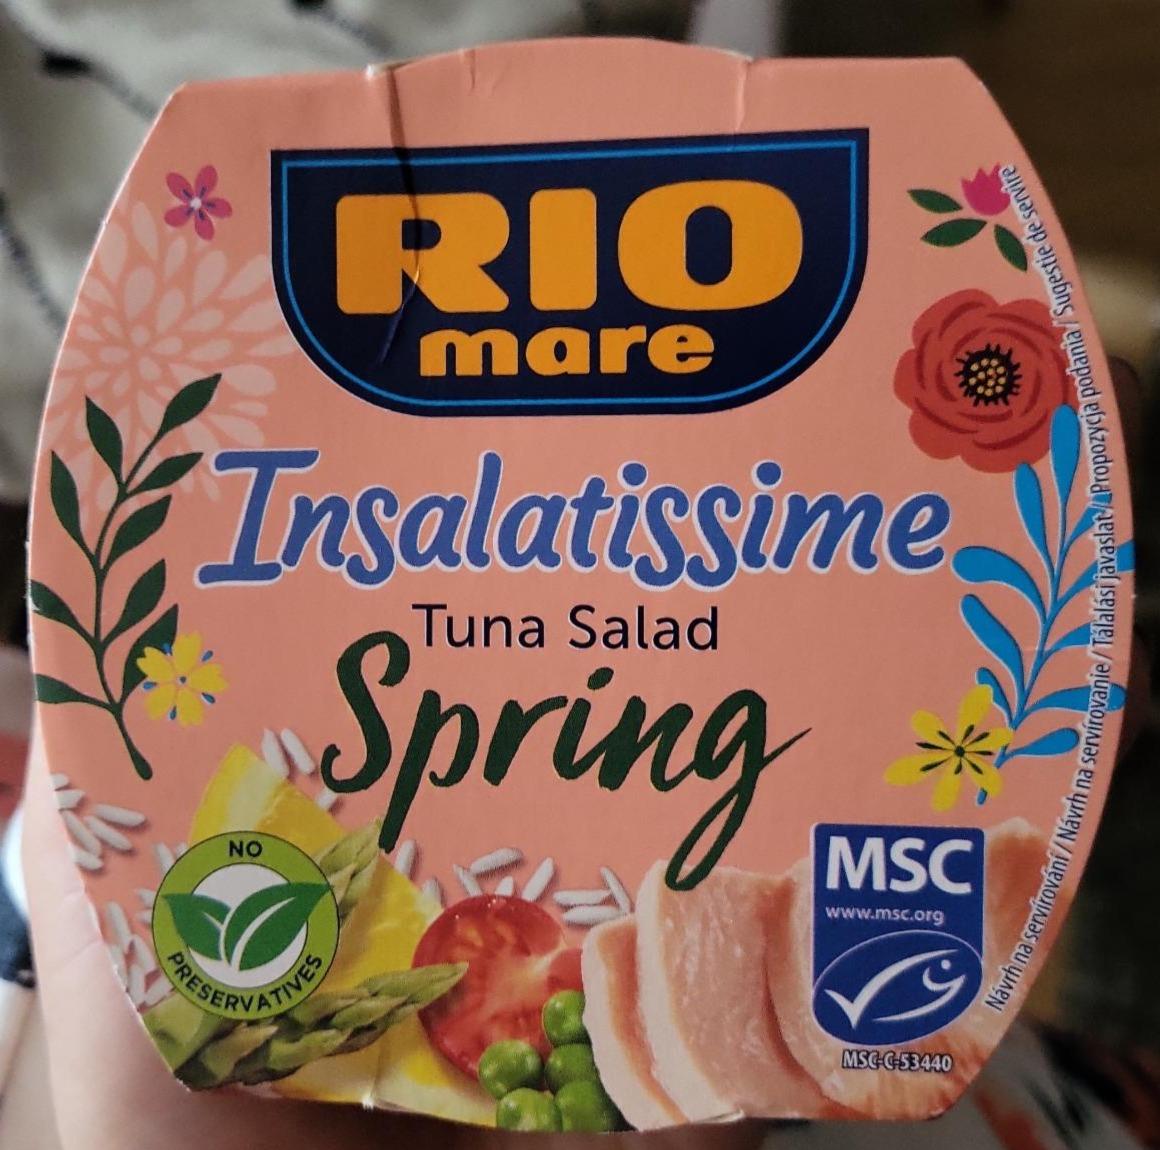 RIO
mare
Insalatissime
Tuna Salad
Spring
NO
PRESERVATIVES
MSC
www.msc.org
MSC-C-53440
Návrh na servírování / Návrh na servírovanie / Tálalási javaslat / Propozycja podania / Sugestie de servire